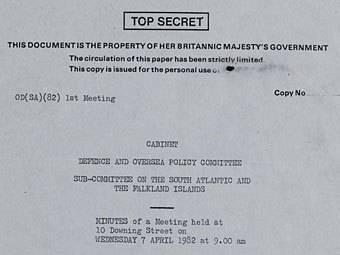 TOP SECRET
THIS DOCUMENT IS THE PROPERTY OF HER BRITANNIC MAJESTY'S GOVERNMENT
The circulation of this paper has been strictly limited.
This copy is issued for the personal use of
OD(SA)(82) 1st Meeting
Copy No
CABINET
DEFENCE AND OVERSEA POLICY COMMITTEE
SUB-COMMITTEE ON THE SOUTH ATLANTIC AND
THE FALKLAND ISLANDS
MINUTES of a Meeting held at
10 Downing Street on
WEDNESDAY 7 APRIL 1982 at 9.00 am